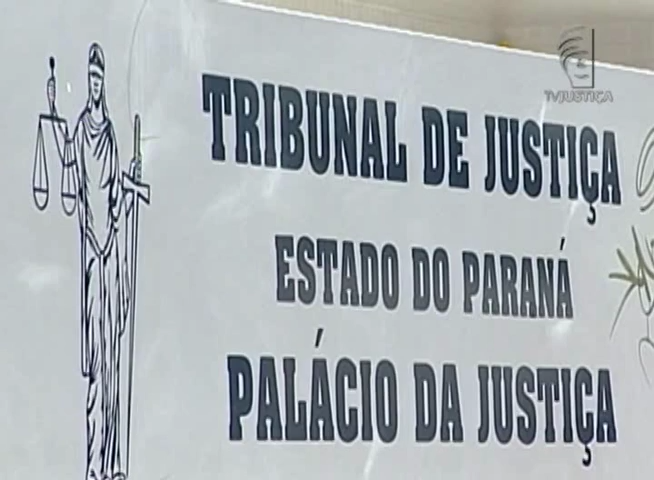 TVJUSTIÇA
TRIBUNAL DE JUSTIÇA
ESTADO DO PARANÁ
PALÁCIO DA JUSTIÇA